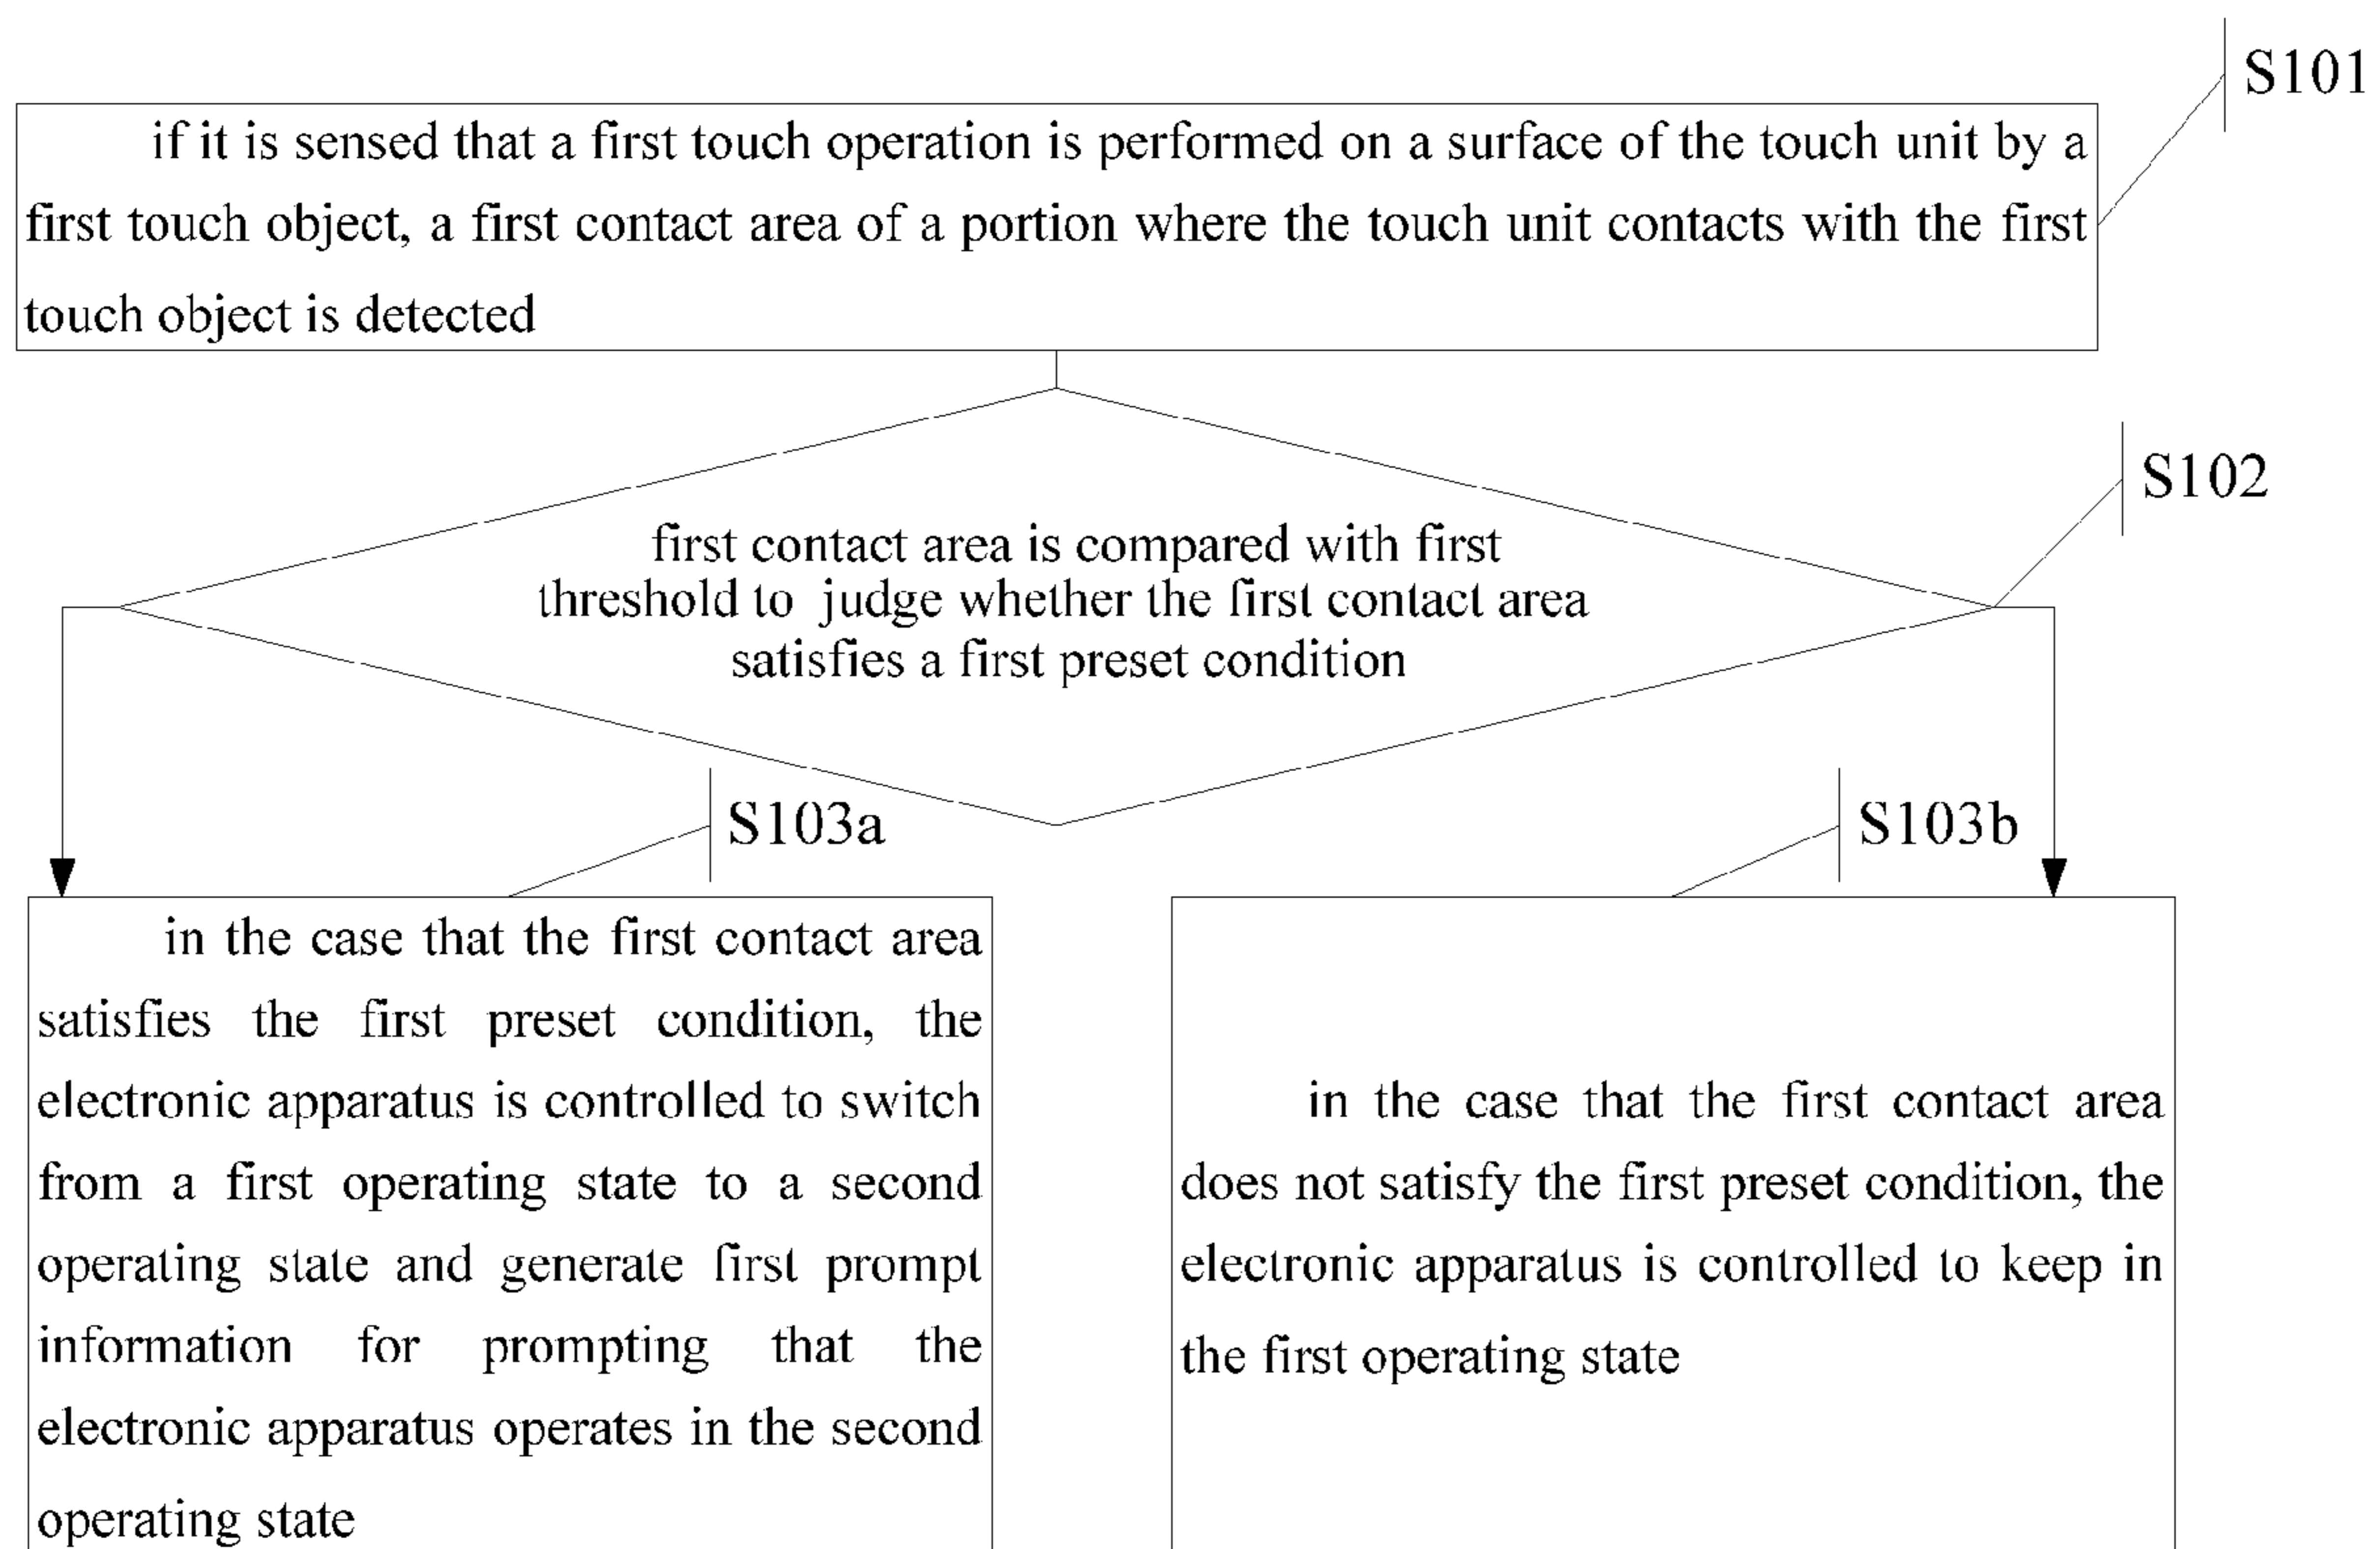 S101
if it is sensed that a first touch operation is performed on a surface of the touch unit by a
first touch object, a first contact area of a portion where the touch unit contacts with the first
touch object is detected
S102
first contact area is compared with first
threshold to judge whether the first contact area
satisfies a first preset condition
S103a
in the case that the first contact area
satisfies the first preset condition, the
electronic apparatus is controlled to switch
from a first operating state to a second
operating state and generate first prompt
information for prompting that the
electronic apparatus operates in the second
operating state
S103b
in the case that the first contact area
does not satisfy the first preset condition, the
electronic apparatus is controlled to keep in
the first operating state